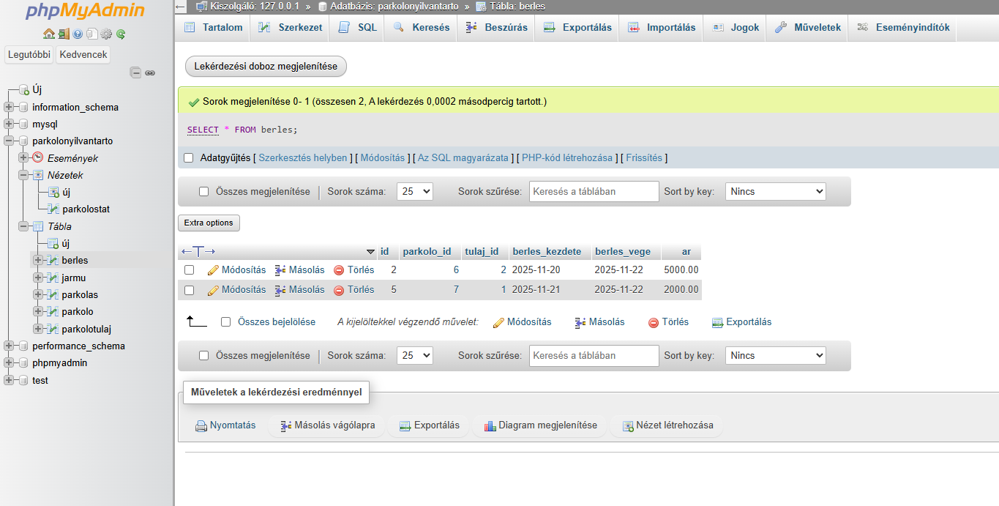 phpMyAdmin
Legutóbbi Kedvencek
Új
information_schema
mysql
parkolonyilvantarto
Események
Nézetek
új
parkolostat
Tábla
új
berles
jarmu
parkolas
parkolo
parkolotulaj
performance_schema
phpmyadmin
test
Kiszolgáló: 127.0.0.1 » Adatbázis: parkolonyilvantarto » Tábla: berles
Tartalom Szerkezet SQL Keresés Beszúrás Exportálás Importálás Jogok Műveletek Eseményindítók
Lekérdezési doboz megjelenítése
Sorok megjelenítése 0- 1 (összesen 2, A lekérdezés 0,0002 másodpercig tartott.)
SELECT * FROM berles;
Adatgyűjtés [ Szerkesztés helyben ] [ Módosítás ] [ Az SQL magyarázata ] [ PHP-kód létrehozása ] [ Frissítés ]
Összes megjelenítése Sorok száma: 25 Sorok szűrése: Keresés a táblában Sort by key: Nincs
Extra options
id parkolo_id tulaj_id berles_kezdete berles_vege ar
Módosítás Másolás Törlés 2 6 2 2025-11-20 2025-11-22 5000.00
Módosítás Másolás Törlés 5 7 1 2025-11-21 2025-11-22 2000.00
Összes bejelölése A kijelöltekkel végzendő művelet: Módosítás Másolás Törlés Exportálás
Összes megjelenítése Sorok száma: 25 Sorok szűrése: Keresés a táblában Sort by key: Nincs
Műveletek a lekérdezési eredménnyel
Nyomtatás Másolás vágólapra Exportálás Diagram megjelenítése Nézet létrehozása